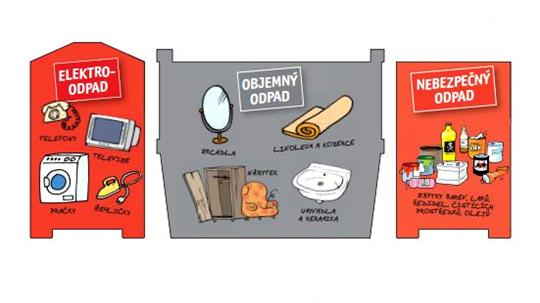 ELEKTRO-
ODPAD
TELEFONY
TELEVIZE
PRAČKY
ŽEHLIČKY
OBJEMNÝ
ODPAD
ZRCADLA
LINOLEUM A KOBERCE
NÁBYTEK
UMYVADLA
A KERAMIKA
NEBEZPEČNÝ
ODPAD
ZBYTKY BAREV, LAKŮ,
ŘEDIDEL, ČISTÍCÍCH
PROSTŘEDKŮ, OLEJŮ